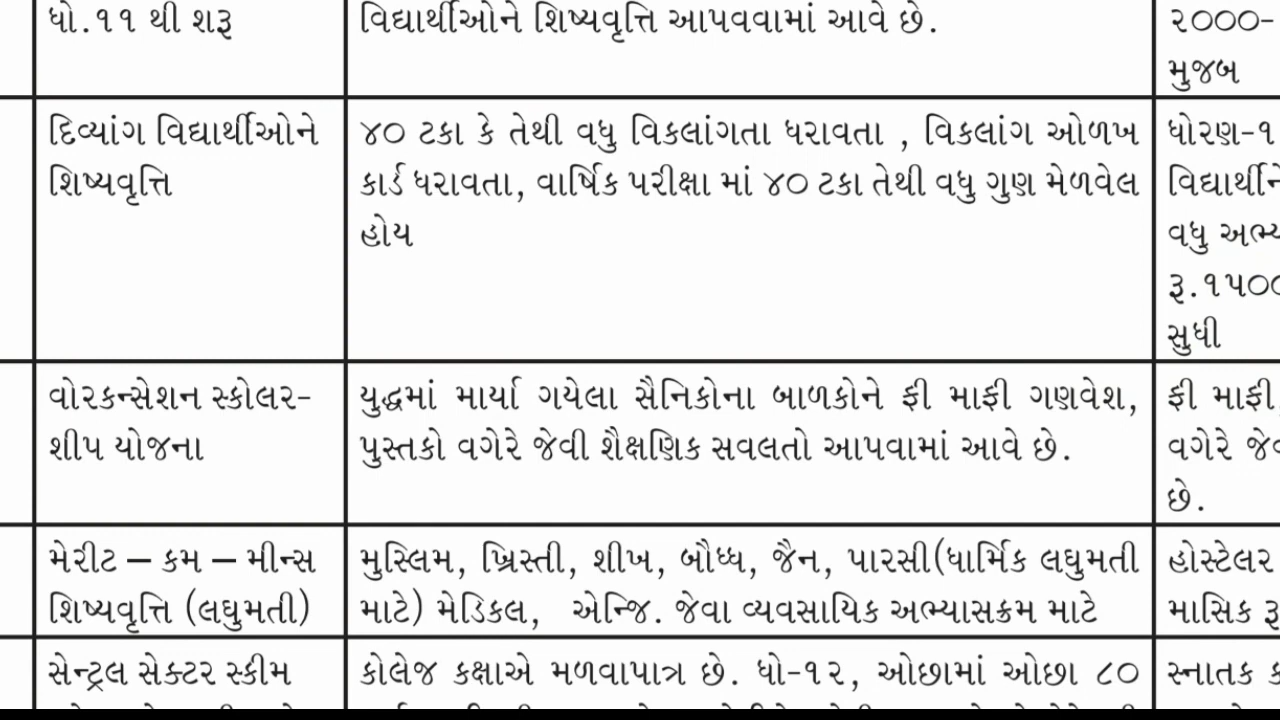 ધો.૧૧ થી શરૂ
વિદ્યાર્થીઓને શિષ્યવૃત્તિ આપવવામાં આવે છે.
૨૦૦૦-
મુજબ
દિવ્યાંગ વિદ્યાર્થીઓને
શિષ્યવૃત્તિ
૪૦ ટકા કે તેથી વધુ વિકલાંગતા ધરાવતા , વિકલાંગ ઓળખ
કાર્ડ ધરાવતા, વાર્ષિક પરીક્ષા માં ૪૦ ટકા તેથી વધુ ગુણ મેળવેલ
હોય
ધોરણ-૧
વિદ્યાર્થીને
વધુ
રૂ.૧૫૦૦
સુધી
વોરકન્સેશન સ્કોલર-
શીપ યોજના
યુદ્ધમાં માર્યા ગયેલા સૈનિકોના બાળકોને ફી માફી ગણવેશ,
પુસ્તકો વગેરે જેવી શૈક્ષણિક સવલતો આપવામાં આવે છે.
ફી માફી
વગેરે
છે.
મેરીટ – કમ – મીન્સ
શિષ્યવૃત્તિ (લઘુમતી)
મુસ્લિમ, ખ્રિસ્તી, શીખ, બૌધ્ધ, જૈન, પારસી(ધાર્મિક લઘુમતી
માટે) મેડિકલ, એન્જિ. જેવા વ્યવસાયિક અભ્યાસક્રમ માટે
હોસ્ટેલર
માસિક
સેન્ટ્રલ સેક્ટર સ્કીમ
કોલેજ કક્ષાએ મળવાપાત્ર છે. ધો-૧૨, ઓછામાં ઓછા ૮૦
સ્નાતક